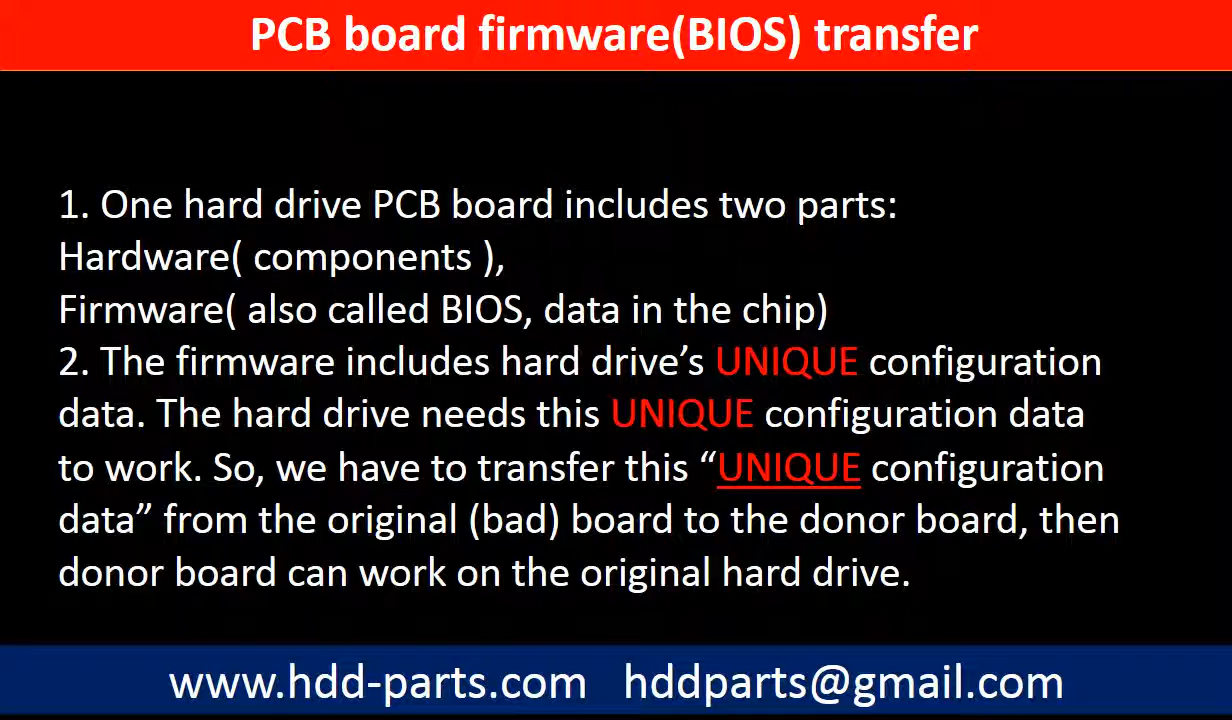 PCB board firmware(BIOS) transfer
1. One hard drive PCB board includes two parts:
Hardware( components ),
Firmware( also called BIOS, data in the chip)
2. The firmware includes hard drive’s UNIQUE configuration
data. The hard drive needs this UNIQUE configuration data
to work. So, we have to transfer this “UNIQUE configuration
data” from the original (bad) board to the donor board, then
donor board can work on the original hard drive.
www.hdd-parts.com hddparts@gmail.com